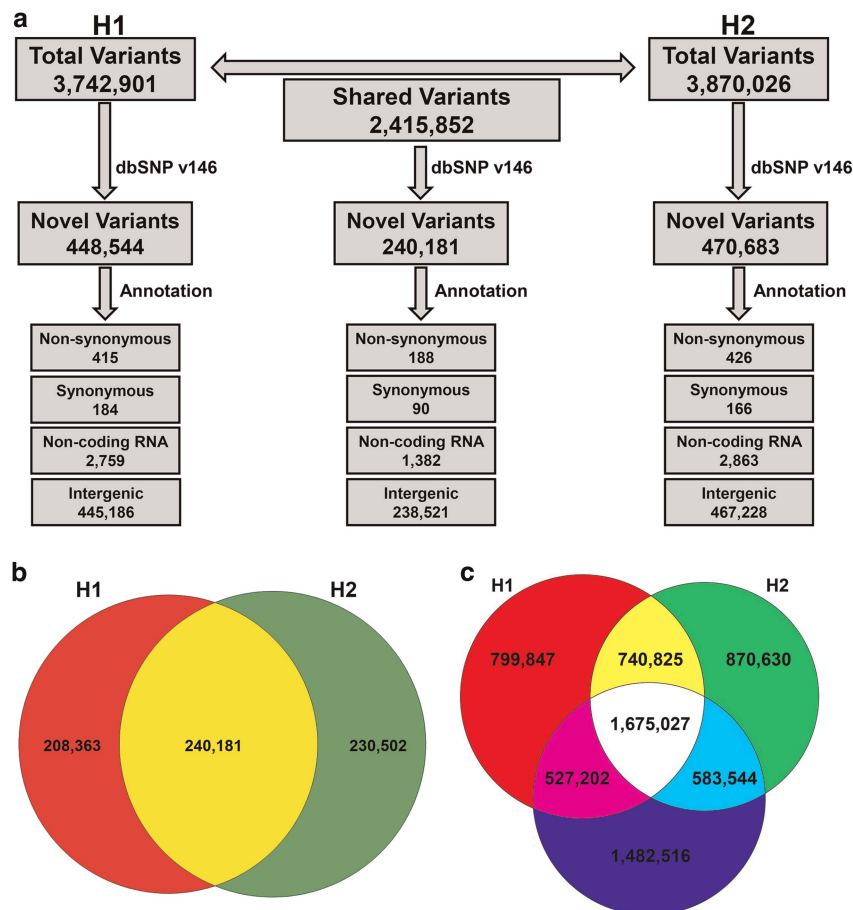 a
H1
Total Variants
3,742,901
H2
Total Variants
3,870,026
Shared Variants
2,415,852
dbSNP v146
dbSNP v146
dbSNP v146
Novel Variants
448,544
Novel Variants
240,181
Novel Variants
470,683
Annotation
Annotation
Annotation
Non-synonymous
415
Non-synonymous
188
Non-synonymous
426
Synonymous
184
Synonymous
90
Synonymous
166
Non-coding RNA
2,759
Non-coding RNA
1,382
Non-coding RNA
2,863
Intergenic
445,186
Intergenic
238,521
Intergenic
467,228
b
H1
H2
208,363
240,181
230,502
c
H1
H2
799,847
740,825
870,630
1,675,027
527,202
583,544
1,482,516